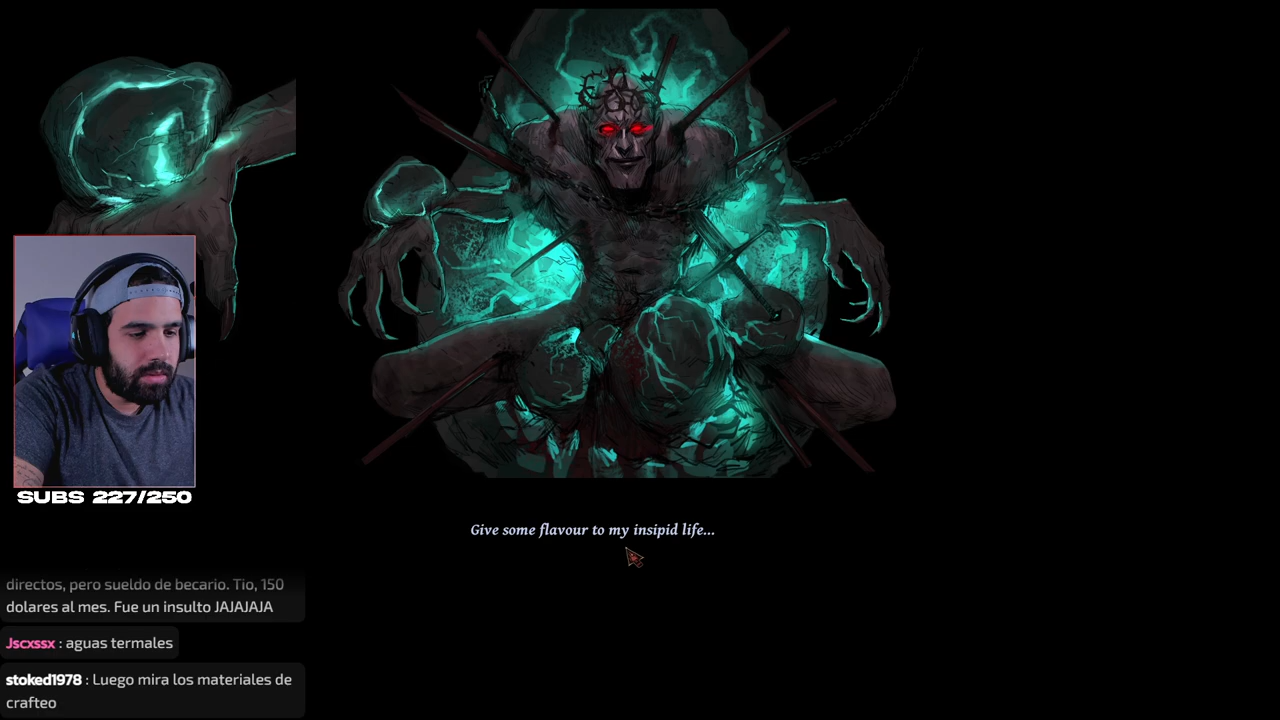 SUBS 227/250
Give some flavour to my insipid life...
directos, pero sueldo de becario. Tio, 150
dolares al mes. Fue un insulto JAJAJAJA
Jscxssx : aguas termales
stoked1978 : Luego mira los materiales de
crafteo